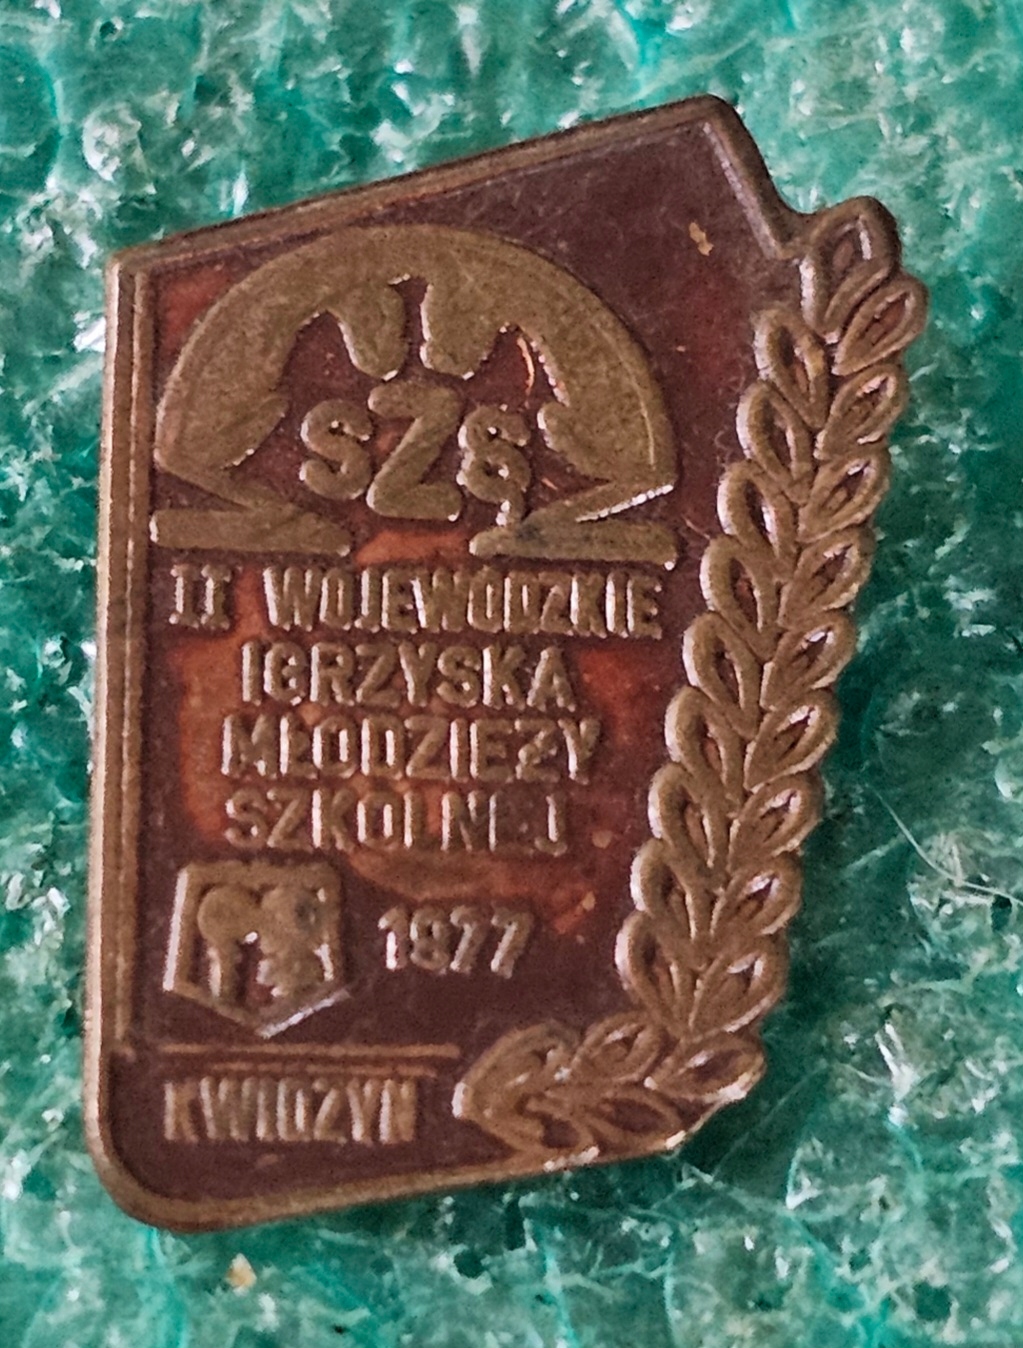 SZS
II WOJEWÓDZKIE
IGRZYSKA
MŁODZIEŻY
SZKOLNEJ
1977
KWIDZYN